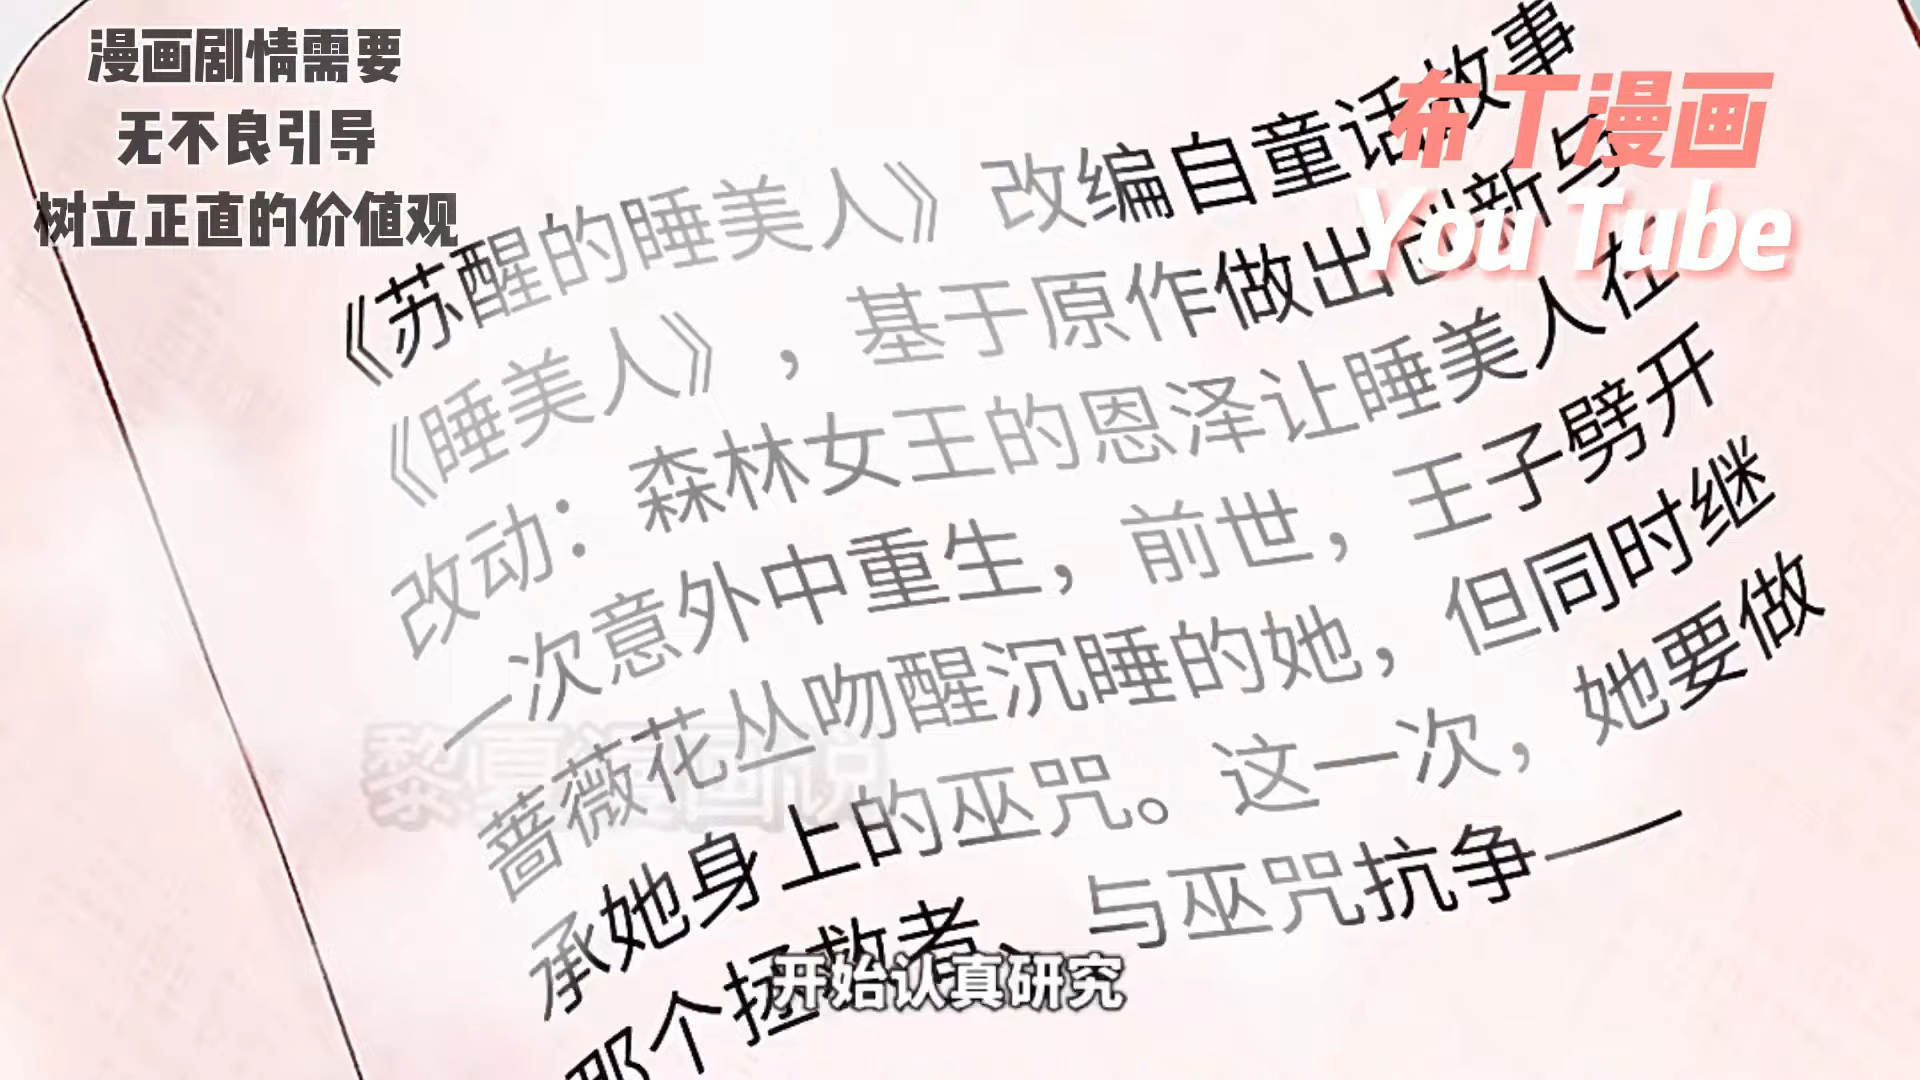 漫画剧情需要
无不良引导
树立正直的价值观
布丁漫画
You Tube
《苏醒的睡美人》改编自童话故事
《睡美人》，基于原作做出创新与
改动：森林女王的恩泽让睡美人在
一次意外中重生，前世，王子劈开
蔷薇花丛吻醒沉睡的她，但同时继
承她身上的巫咒。这一次，她要做
那个拯救者、与巫咒抗争——
黎夏漫画说
开始认真研究